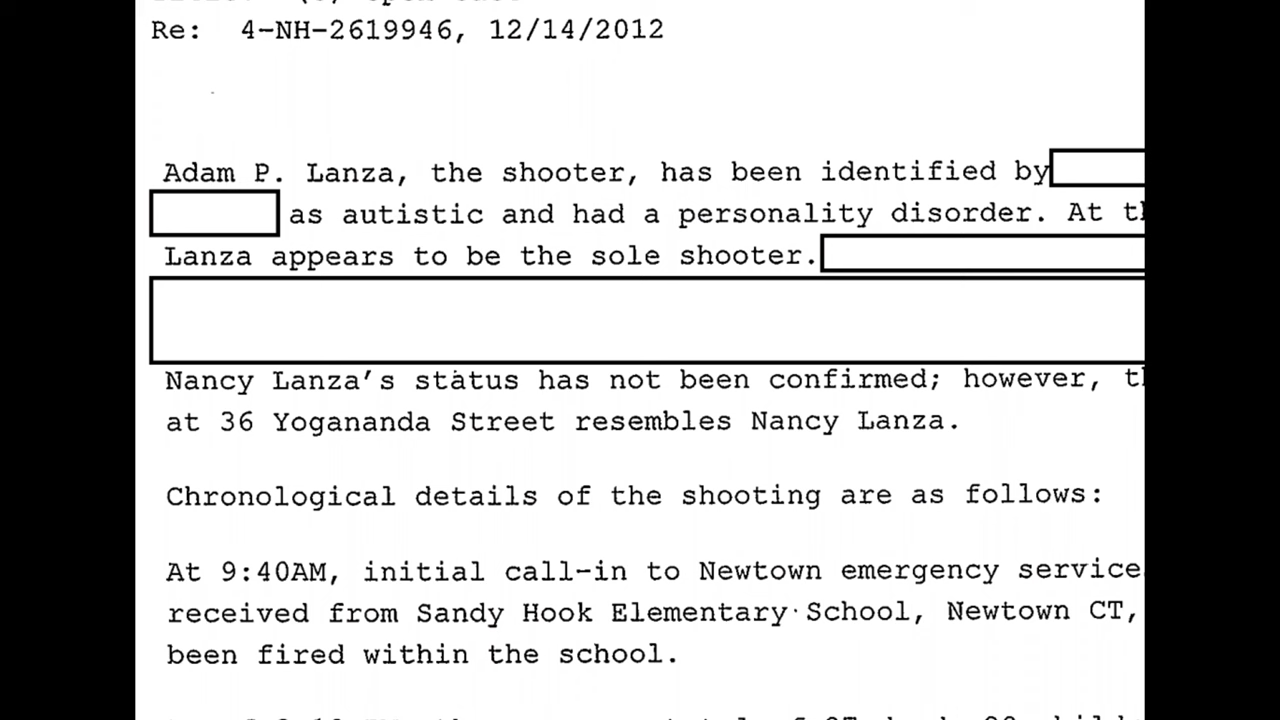 Re: 4-NH-2619946, 12/14/2012
Adam P. Lanza, the shooter, has been identified by
as autistic and had a personality disorder. At
Lanza appears to be the sole shooter.
Nancy Lanza's status has not been confirmed; however,
at 36 Yogananda Street resembles Nancy Lanza.
Chronological details of the shooting are as follows:
At 9:40AM, initial call-in to Newtown emergency service
received from Sandy Hook Elementary School, Newtown CT,
been fired within the school.